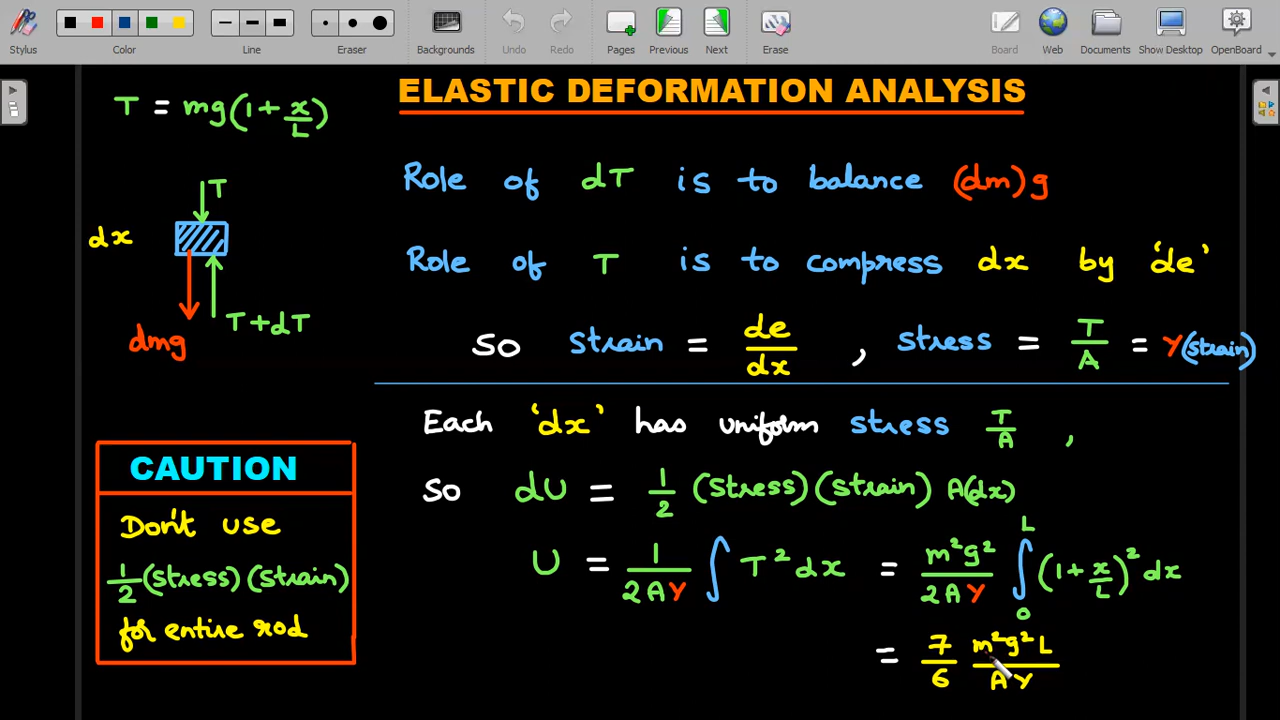 Stylus Color Line Eraser Backgrounds Undo Redo Pages Previous Next Erase Board Web Documents Show Desktop OpenBoard
ELASTIC DEFORMATION ANALYSIS
T = mg(1+x/L)
Role of dT is to balance (dm)g
T
dx
T+dT
dmg
Role of T is to compress dx by 'de'
So strain = de/dx , stress = T/A = Y(strain)
Each 'dx' has uniform stress T/A ,
So dU = 1/2 (stress)(strain) A(dx)
U = 1/2AY ∫ T²dx = m²g²/2AY ∫₀ᴸ (1+x/L)² dx
= 7/6 m²g²L/AY
CAUTION
Don't use
1/2(stress)(strain)
for entire rod